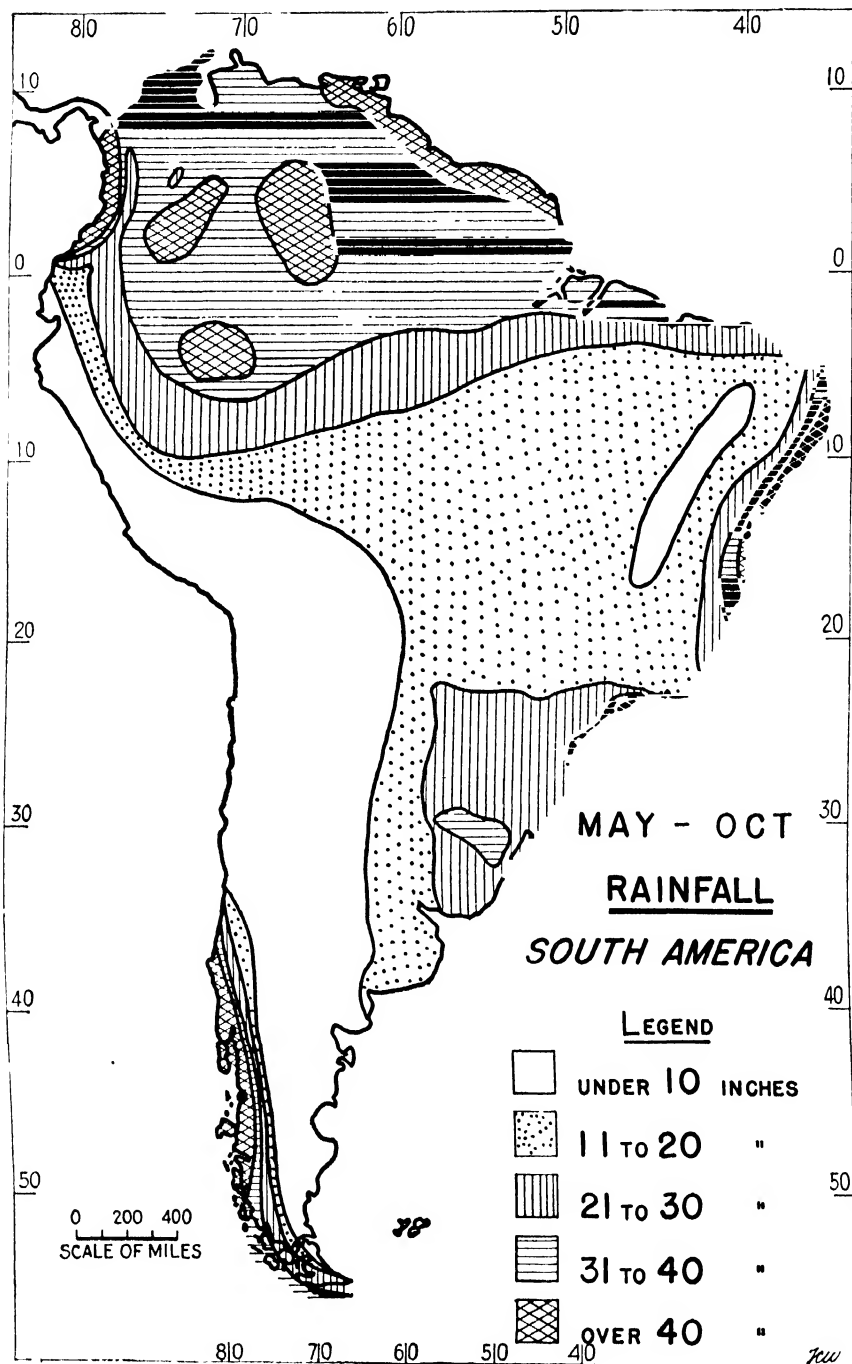 80 70 60 50 40
10 10
0 0
10 10
20 20
30 30
MAY - OCT
RAINFALL
SOUTH AMERICA
40 40
LEGEND
UNDER 10 INCHES
11 TO 20 "
21 TO 30 "
31 TO 40 "
OVER 40 "
50 50
0 200 400
SCALE OF MILES
80 70 60 50 40